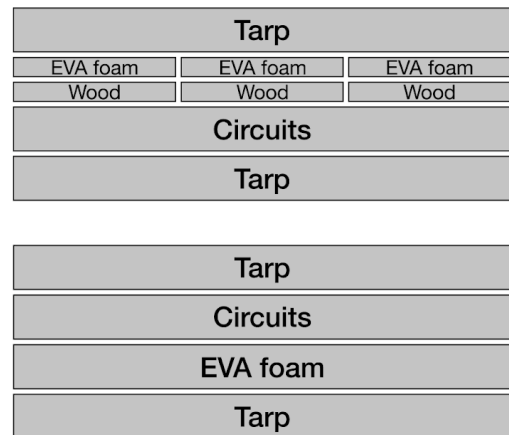 Tarp
EVA foam EVA foam EVA foam
Wood Wood Wood
Circuits
Tarp
Tarp
Circuits
EVA foam
Tarp